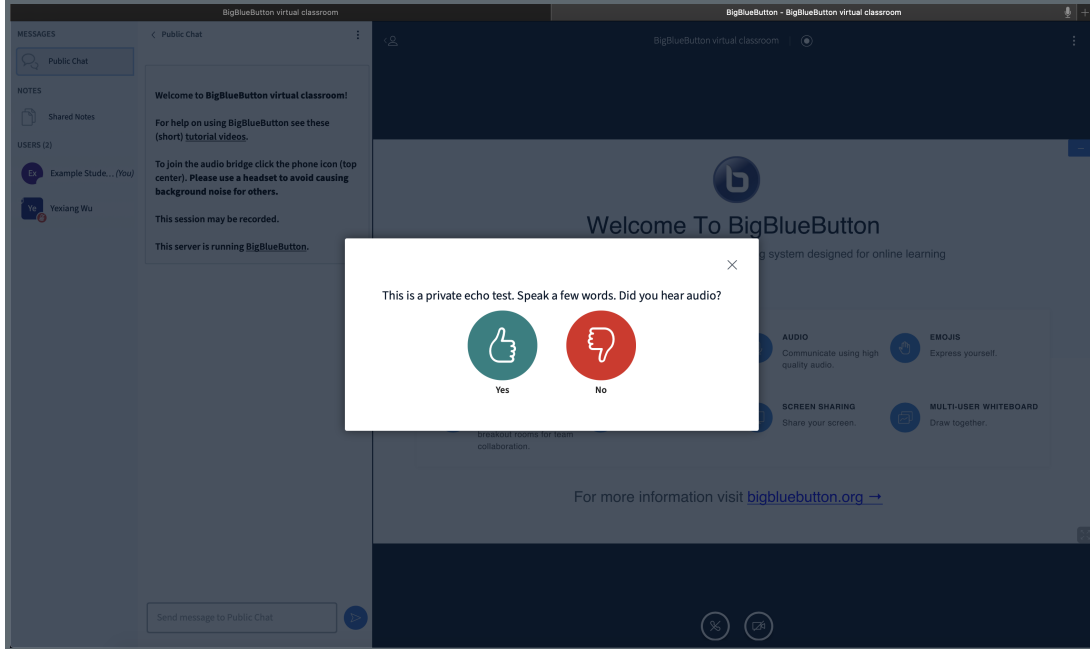 BigBlueButton virtual classroom
BigBlueButton - BigBlueButton virtual classroom
MESSAGES
Public Chat
NOTES
Shared Notes
USERS (2)
Ex
Example Stude... (You)
Ye
Yexiang Wu
Public Chat
Welcome to BigBlueButton virtual classroom!
For help on using BigBlueButton see these
(short) tutorial videos.
To join the audio bridge click the phone icon (top
center). Please use a headset to avoid causing
background noise for others.
This session may be recorded.
This server is running BigBlueButton.
Send message to Public Chat
BigBlueButton virtual classroom
Welcome To BigBlueButton
system designed for online learning
This is a private echo test. Speak a few words. Did you hear audio?
Yes
No
AUDIO
Communicate using high
quality audio.
EMOJIS
Express yourself.
SCREEN SHARING
Share your screen.
MULTI-USER WHITEBOARD
Draw together.
breakout rooms for team
collaboration.
For more information visit bigbluebutton.org →